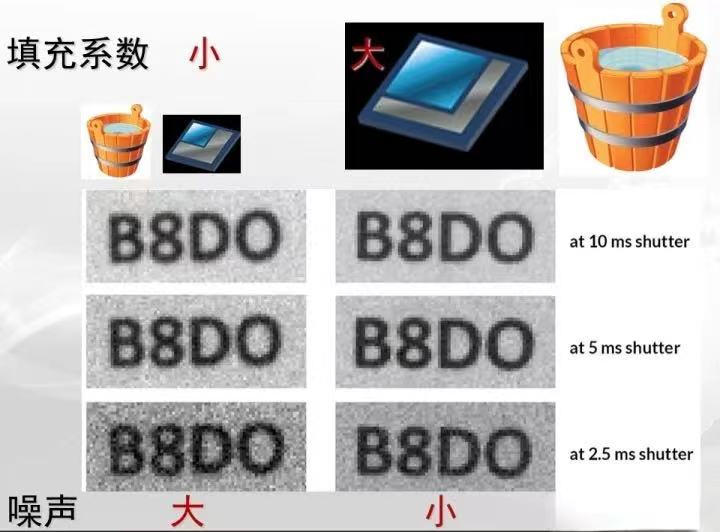 填充系数 小 大
B8DO B8DO at 10 ms shutter
B8DO B8DO at 5 ms shutter
B8DO B8DO at 2.5 ms shutter
噪声 大 小